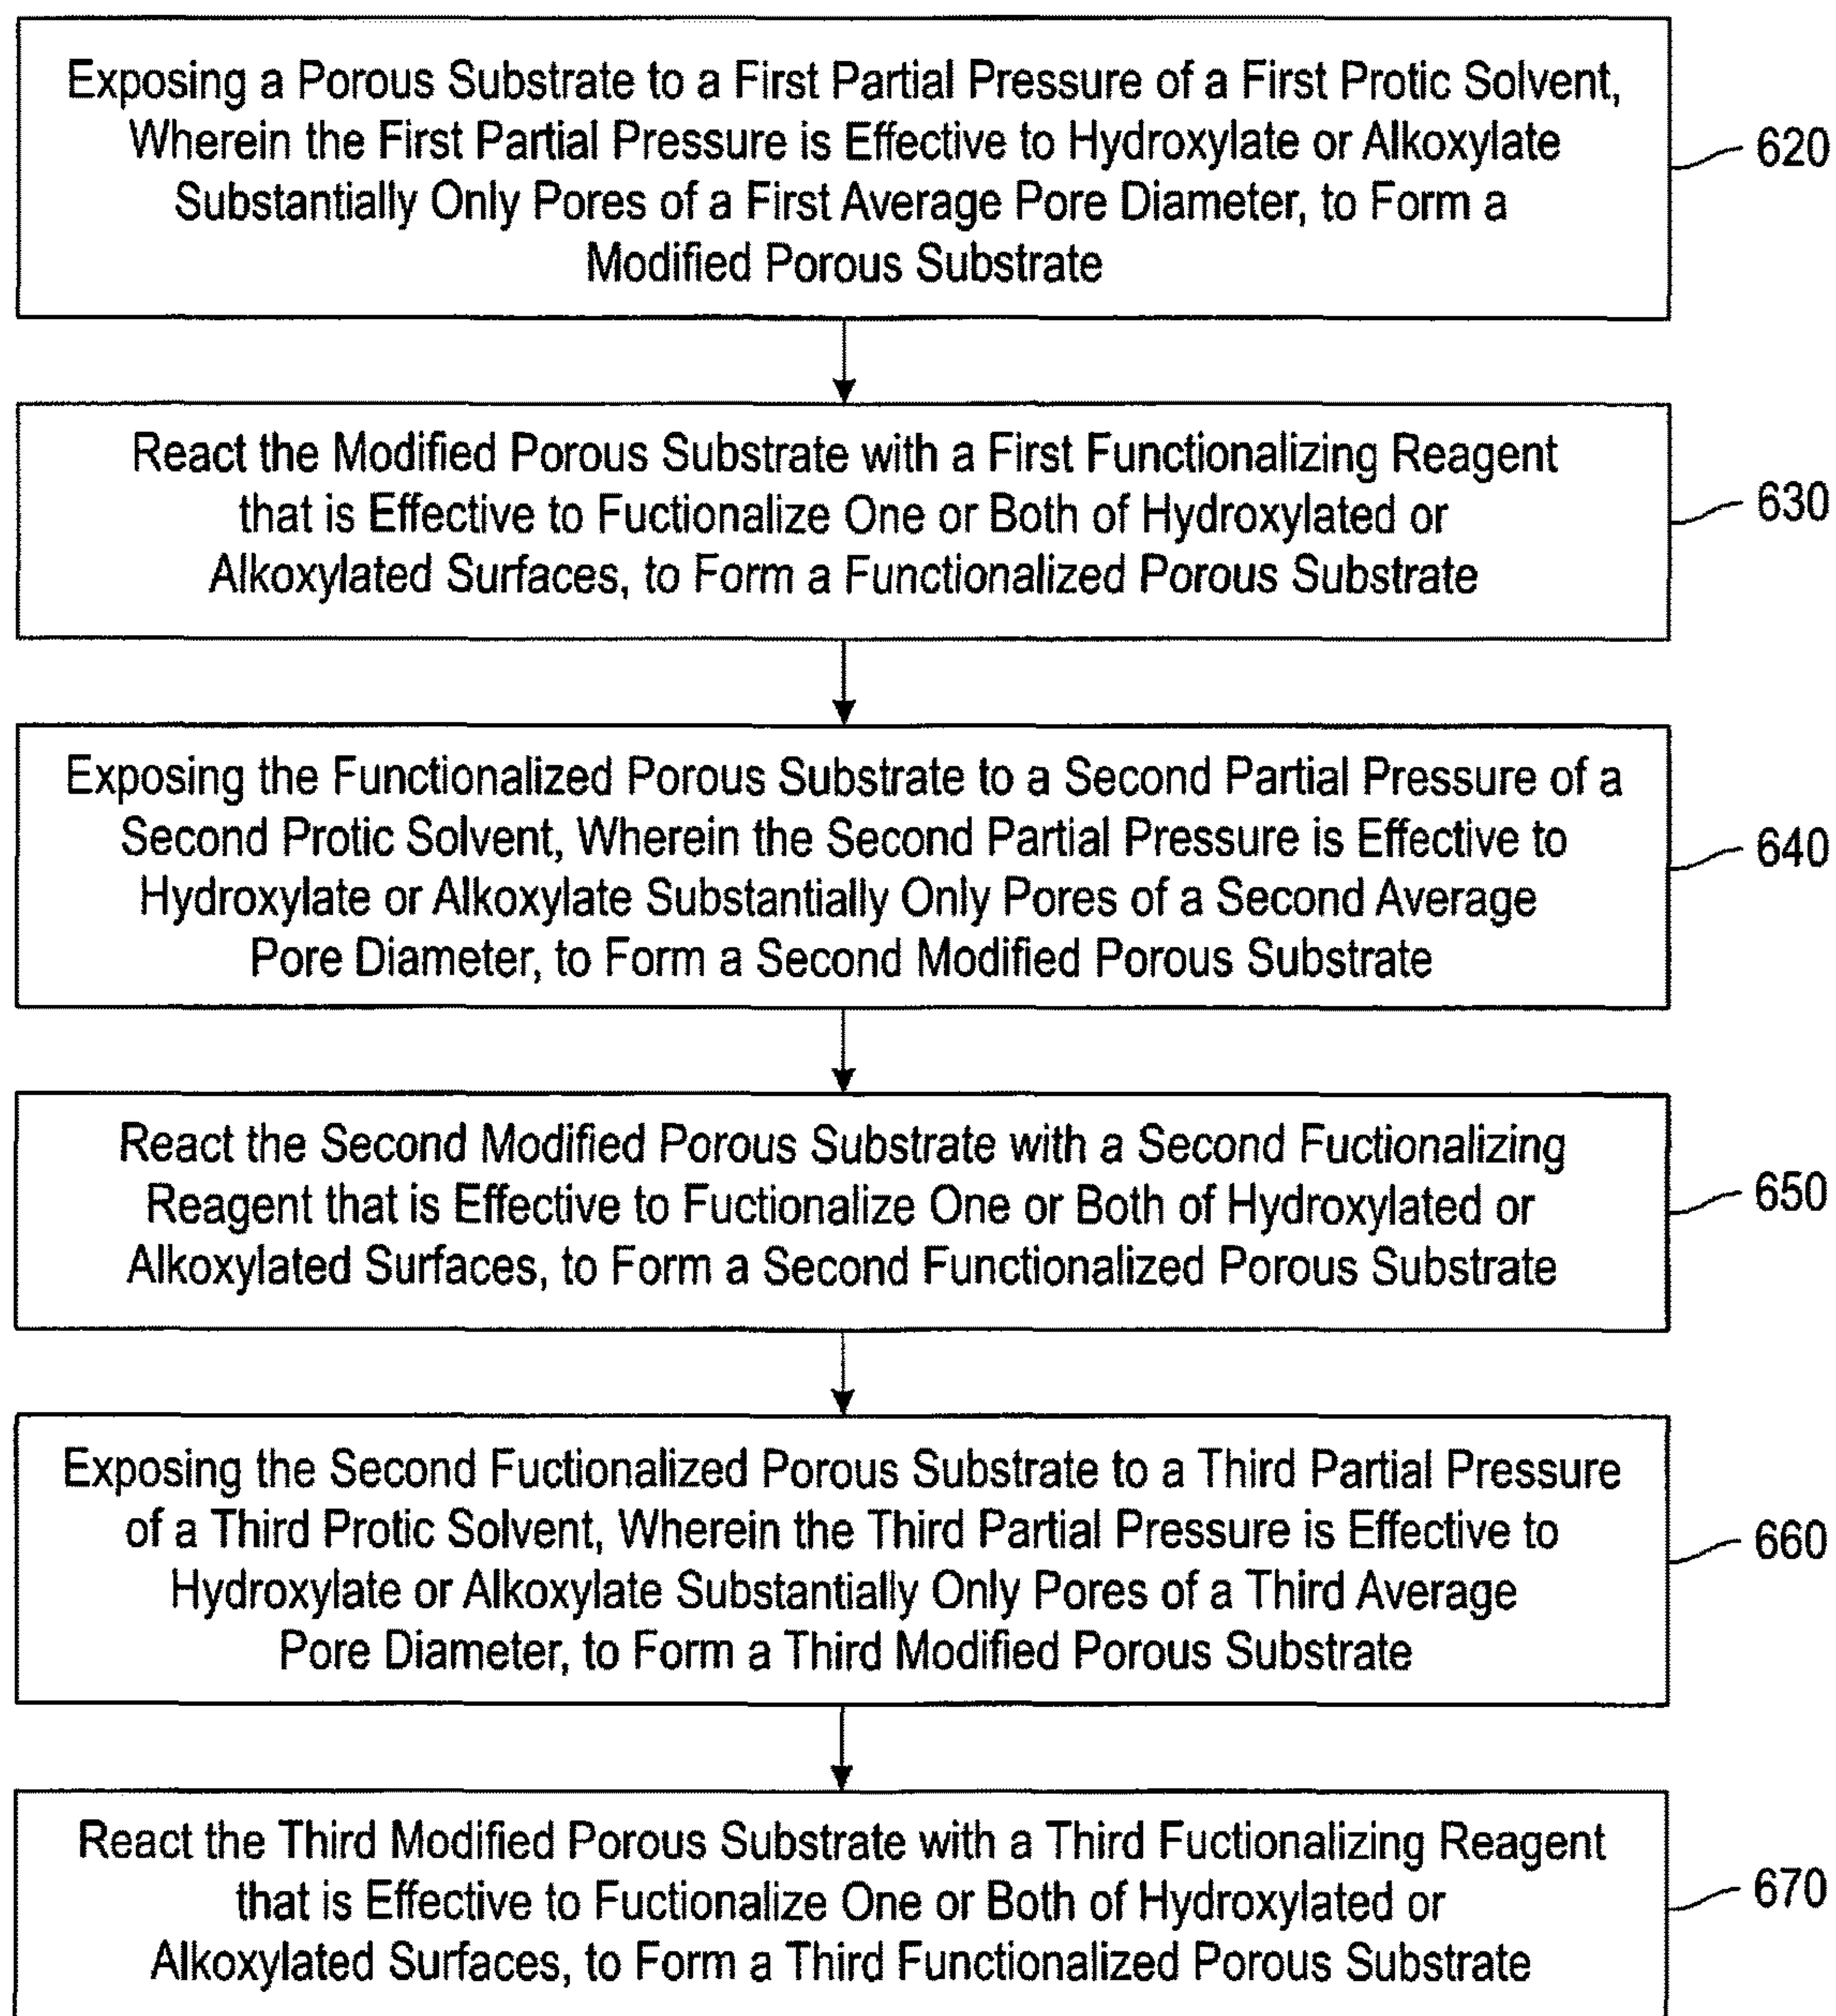 Exposing a Porous Substrate to a First Partial Pressure of a First Protic Solvent,
Wherein the First Partial Pressure is Effective to Hydroxylate or Alkoxylate
Substantially Only Pores of a First Average Pore Diameter, to Form a
Modified Porous Substrate
620
React the Modified Porous Substrate with a First Functionalizing Reagent
that is Effective to Fuctionalize One or Both of Hydroxylated or
Alkoxylated Surfaces, to Form a Functionalized Porous Substrate
630
Exposing the Functionalized Porous Substrate to a Second Partial Pressure of a
Second Protic Solvent, Wherein the Second Partial Pressure is Effective to
Hydroxylate or Alkoxylate Substantially Only Pores of a Second Average
Pore Diameter, to Form a Second Modified Porous Substrate
640
React the Second Modified Porous Substrate with a Second Fuctionalizing
Reagent that is Effective to Fuctionalize One or Both of Hydroxylated or
Alkoxylated Surfaces, to Form a Second Functionalized Porous Substrate
650
Exposing the Second Fuctionalized Porous Substrate to a Third Partial Pressure
of a Third Protic Solvent, Wherein the Third Partial Pressure is Effective to
Hydroxylate or Alkoxylate Substantially Only Pores of a Third Average
Pore Diameter, to Form a Third Modified Porous Substrate
660
React the Third Modified Porous Substrate with a Third Fuctionalizing Reagent
that is Effective to Fuctionalize One or Both of Hydroxylated or
Alkoxylated Surfaces, to Form a Third Functionalized Porous Substrate
670